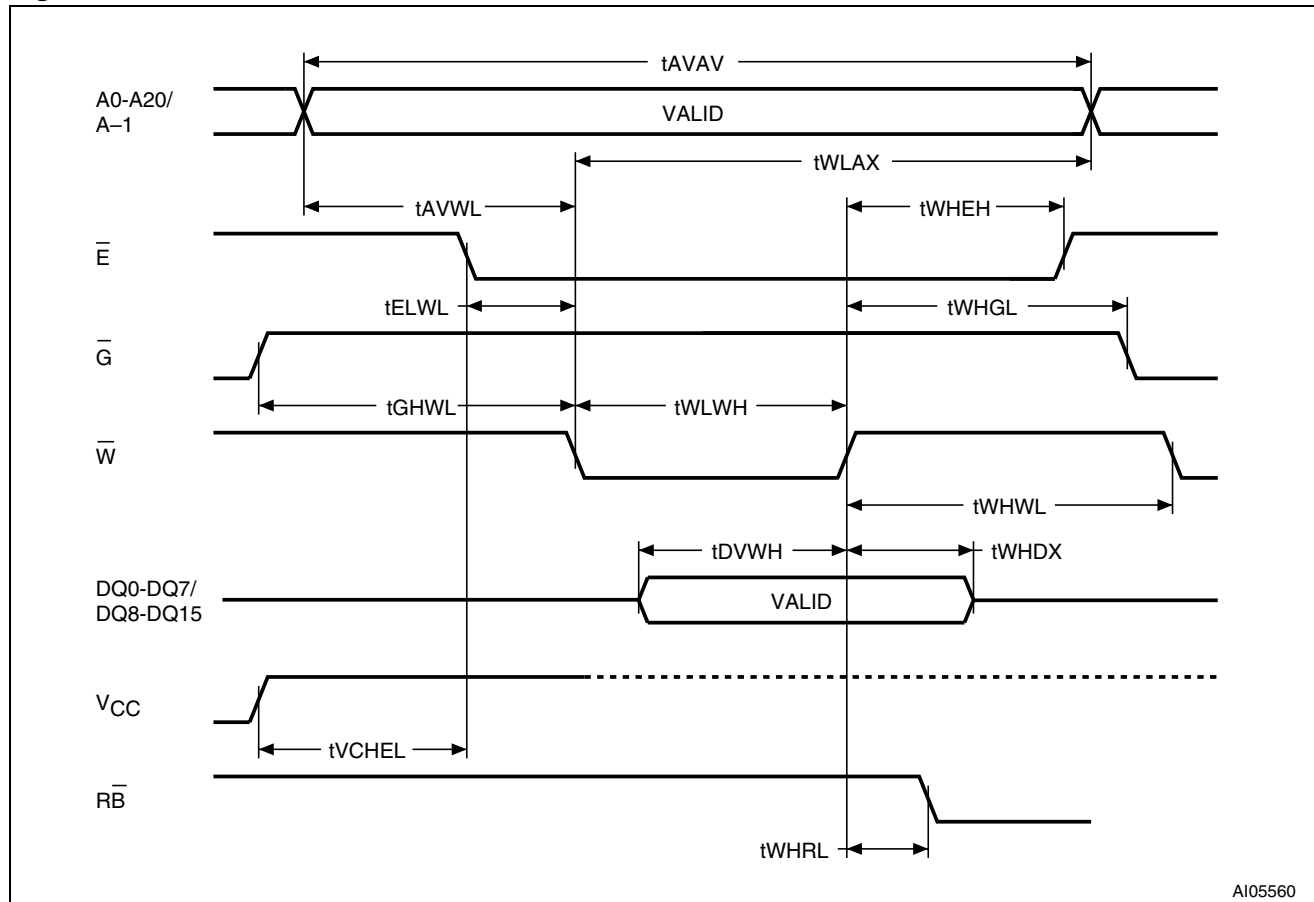 tAVAV
A0-A20/
A–1
VALID
tWLAX
tAVWL
tWHEH
E̅
tELWL
tWHGL
G̅
tGHWL
tWLWH
W̅
tWHWL
tDVWH
tWHDX
DQ0-DQ7/
DQ8-DQ15
VALID
VCC
tVCHEL
RB̅
tWHRL
AI05560